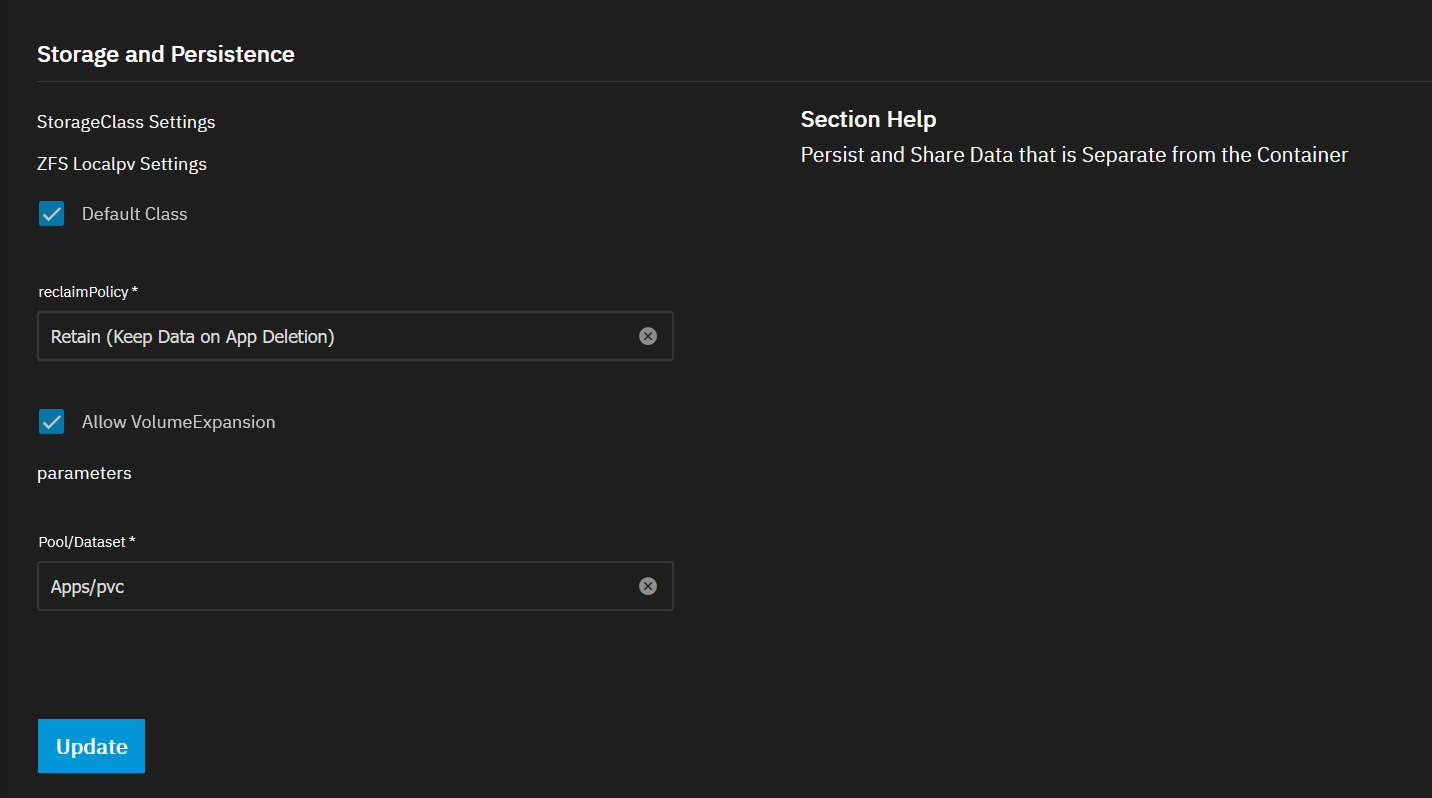 Storage and Persistence
StorageClass Settings
Section Help
Persist and Share Data that is Separate from the Container
ZFS Localpv Settings
Default Class
reclaimPolicy *
Retain (Keep Data on App Deletion)
Allow VolumeExpansion
parameters
Pool/Dataset *
Apps/pvc
Update